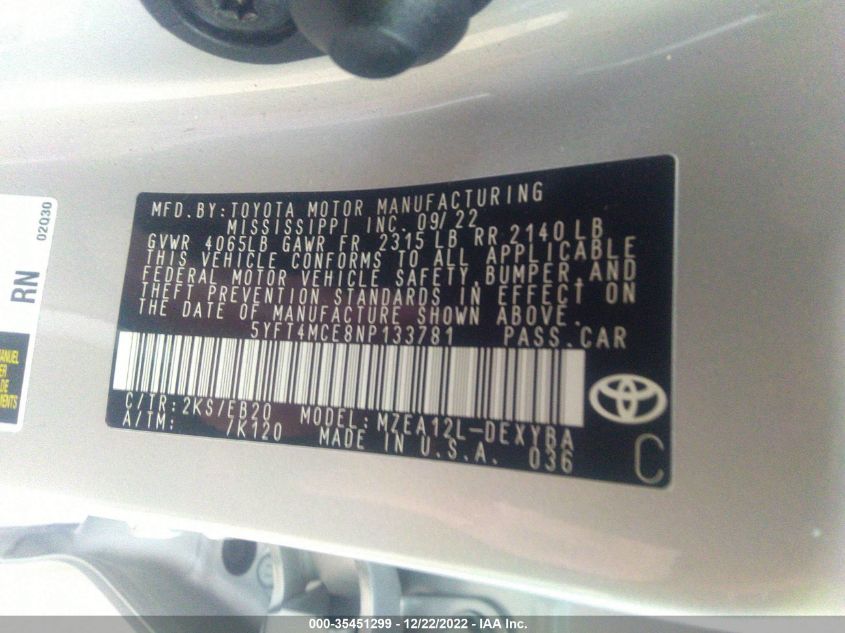 MFD.BY:TOYOTA MOTOR MANUFACTURING
MISSISSIPPI INC. 09/22
GVWR 4065LB GAWR FR 2315 LB RR 2140 LB
THIS VEHICLE CONFORMS TO ALL APPLICABLE
FEDERAL MOTOR VEHICLE SAFETY, BUMPER, AND
THEFT PREVENTION STANDARDS IN EFFECT ON
THE DATE OF MANUFACTURE SHOWN ABOVE.
5YFT4MCE8NP133781 PASS.CAR
C/TR:2KS/EB20 MODEL:MZEA12L-DEXYBA
A/TM: /K120 MADE IN U.S.A. 036
C
RN
02Q30
000-35451299 - 12/22/2022 - IAA Inc.